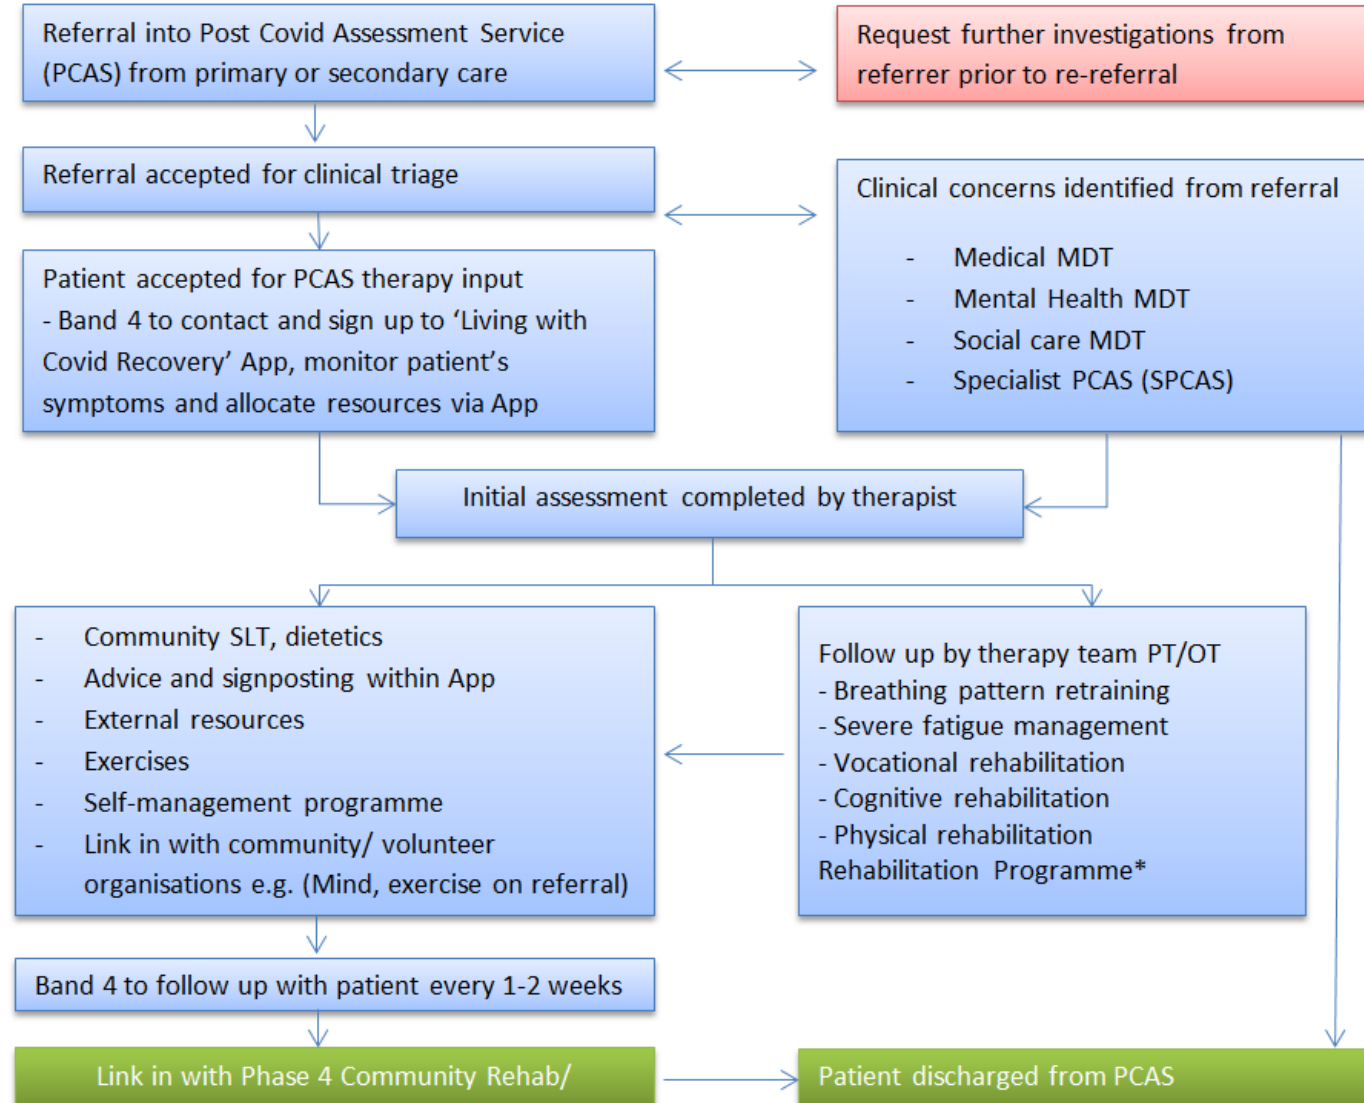 Referral into Post Covid Assessment Service
(PCAS) from primary or secondary care
Request further investigations from
referrer prior to re-referral
Referral accepted for clinical triage
Clinical concerns identified from referral
- Medical MDT
- Mental Health MDT
- Social care MDT
- Specialist PCAS (SPCAS)
Patient accepted for PCAS therapy input
- Band 4 to contact and sign up to ‘Living with
Covid Recovery’ App, monitor patient’s
symptoms and allocate resources via App
Initial assessment completed by therapist
- Community SLT, dietetics
- Advice and signposting within App
- External resources
- Exercises
- Self-management programme
- Link in with community/ volunteer
organisations e.g. (Mind, exercise on referral)
Follow up by therapy team PT/OT
- Breathing pattern retraining
- Severe fatigue management
- Vocational rehabilitation
- Cognitive rehabilitation
- Physical rehabilitation
Rehabilitation Programme*
Band 4 to follow up with patient every 1-2 weeks
Link in with Phase 4 Community Rehab/
Patient discharged from PCAS